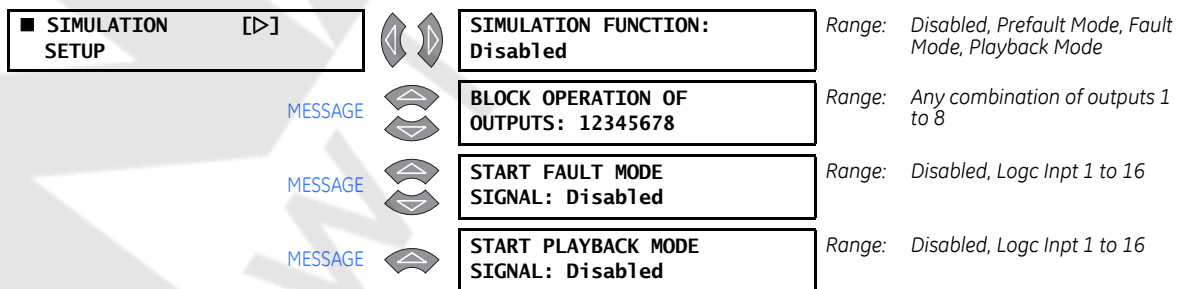 ■ SIMULATION [▷]
SETUP
SIMULATION FUNCTION:
Disabled
Range: Disabled, Prefault Mode, Fault
Mode, Playback Mode
MESSAGE
BLOCK OPERATION OF
OUTPUTS: 12345678
Range: Any combination of outputs 1
to 8
MESSAGE
START FAULT MODE
SIGNAL: Disabled
Range: Disabled, Logc Inpt 1 to 16
MESSAGE
START PLAYBACK MODE
SIGNAL: Disabled
Range: Disabled, Logc Inpt 1 to 16